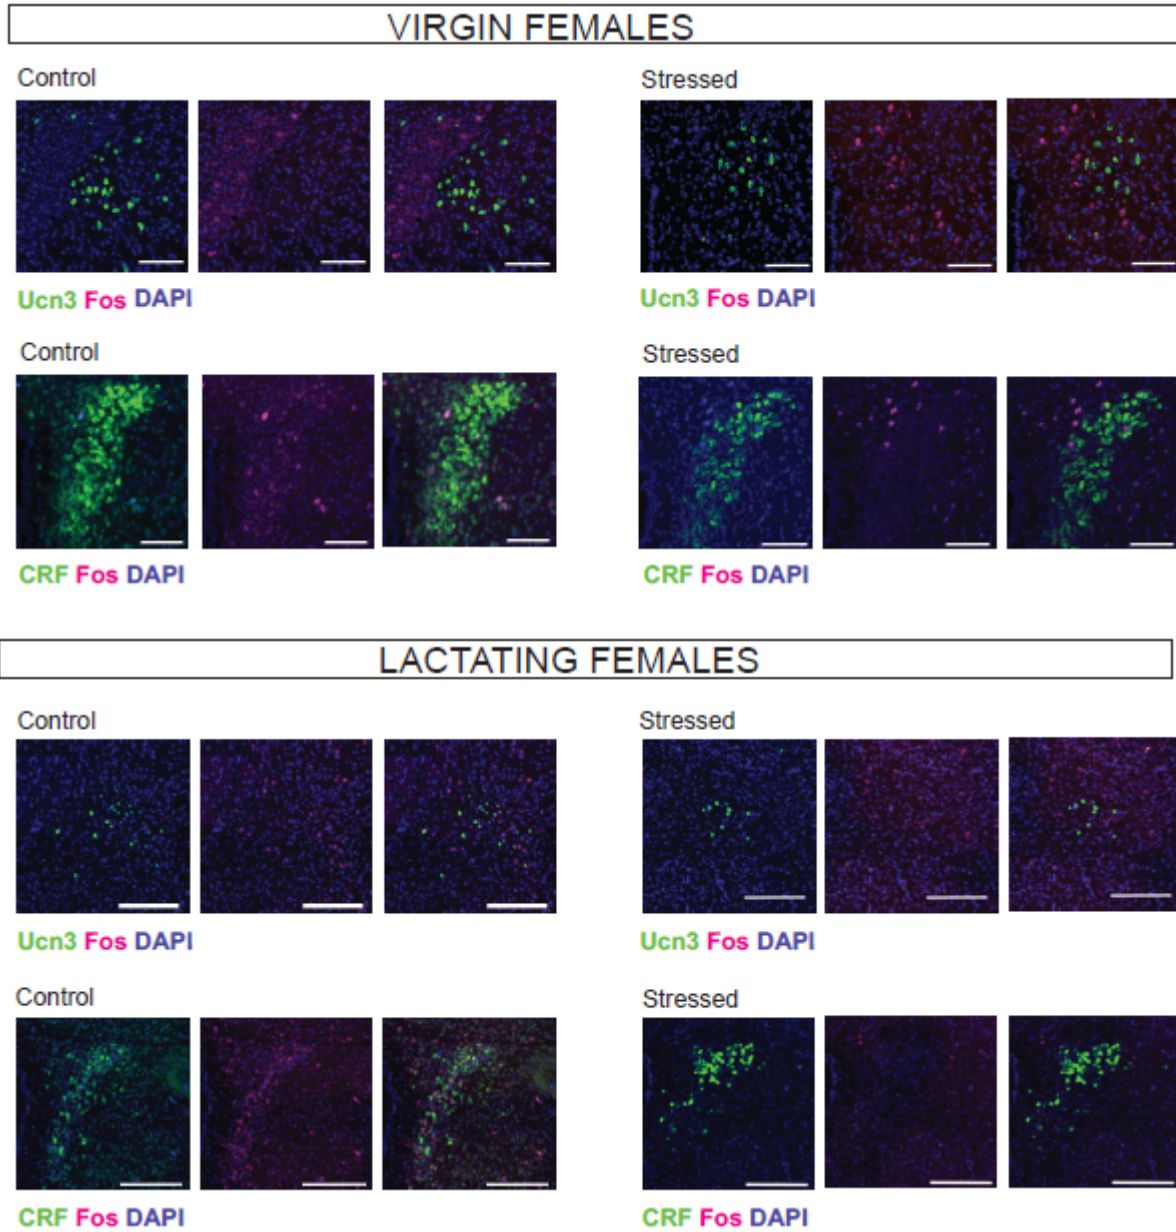 VIRGIN FEMALES
Control
Stressed
Ucn3 Fos DAPI
Ucn3 Fos DAPI
Control
Stressed
CRF Fos DAPI
CRF Fos DAPI
LACTATING FEMALES
Control
Stressed
Ucn3 Fos DAPI
Ucn3 Fos DAPI
Control
Stressed
CRF Fos DAPI
CRF Fos DAPI